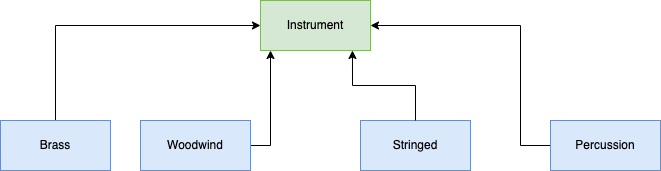 Instrument
Brass
Woodwind
Stringed
Percussion